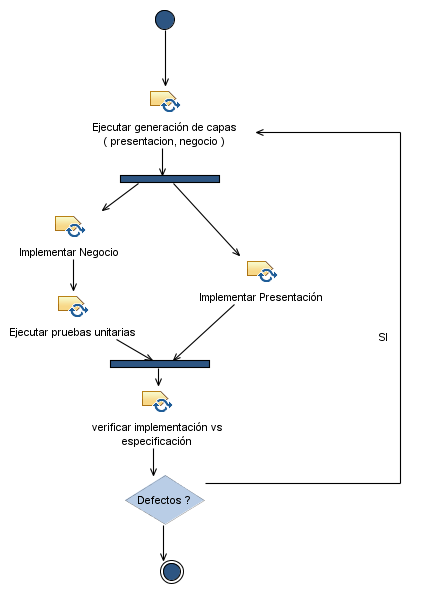 Ejecutar generación de capas
( presentacion, negocio )
Implementar Negocio
Implementar Presentación
Ejecutar pruebas unitarias
SI
verificar implementación vs
especificación
Defectos ?